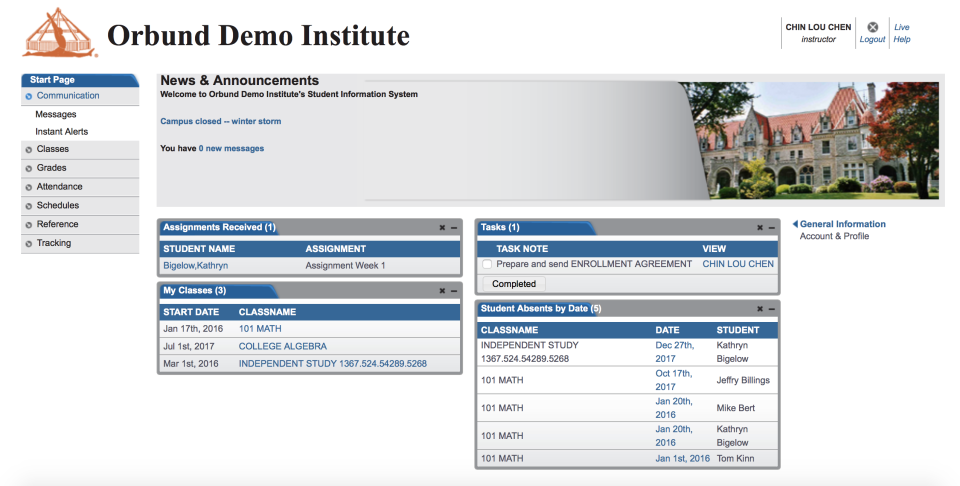 Orbund Demo Institute
CHIN LOU CHEN
instructor
Logout
Live
Help
Start Page
Communication
Messages
Instant Alerts
Classes
Grades
Attendance
Schedules
Reference
Tracking
News & Announcements
Welcome to Orbund Demo Institute's Student Information System
Campus closed -- winter storm
You have 0 new messages
Assignments Received (1)
STUDENT NAME ASSIGNMENT
Bigelow,Kathryn Assignment Week 1
My Classes (3)
START DATE CLASSNAME
Jan 17th, 2016 101 MATH
Jul 1st, 2017 COLLEGE ALGEBRA
Mar 1st, 2016 INDEPENDENT STUDY 1367.524.54289.5268
Tasks (1)
TASK NOTE VIEW
Prepare and send ENROLLMENT AGREEMENT CHIN LOU CHEN
Completed
Student Absents by Date (5)
CLASSNAME DATE STUDENT
INDEPENDENT STUDY Dec 27th, Kathryn
1367.524.54289.5268 2017 Bigelow
101 MATH Oct 17th, Jeffry Billings
2017
101 MATH Jan 20th, Mike Bert
2016
101 MATH Jan 20th, Kathryn
2016 Bigelow
101 MATH Jan 1st, 2016 Tom Kinn
General Information
Account & Profile